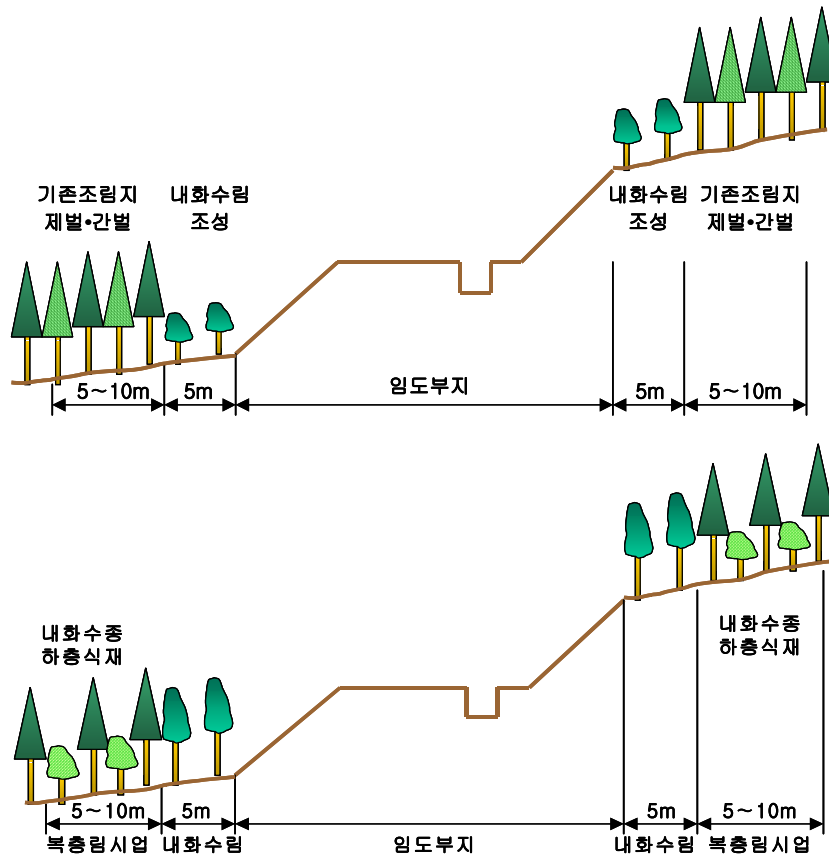 기존조림지
제벌•간벌
내화수림
조성
내화수림
조성
기존조림지
제벌•간벌
5～10m
5m
임도부지
5m
5～10m
내화수종
하층식재
내화수종
하층식재
5～10m
5m
5m
5～10m
복층림시업
내화수림
임도부지
내화수림
복층림시업